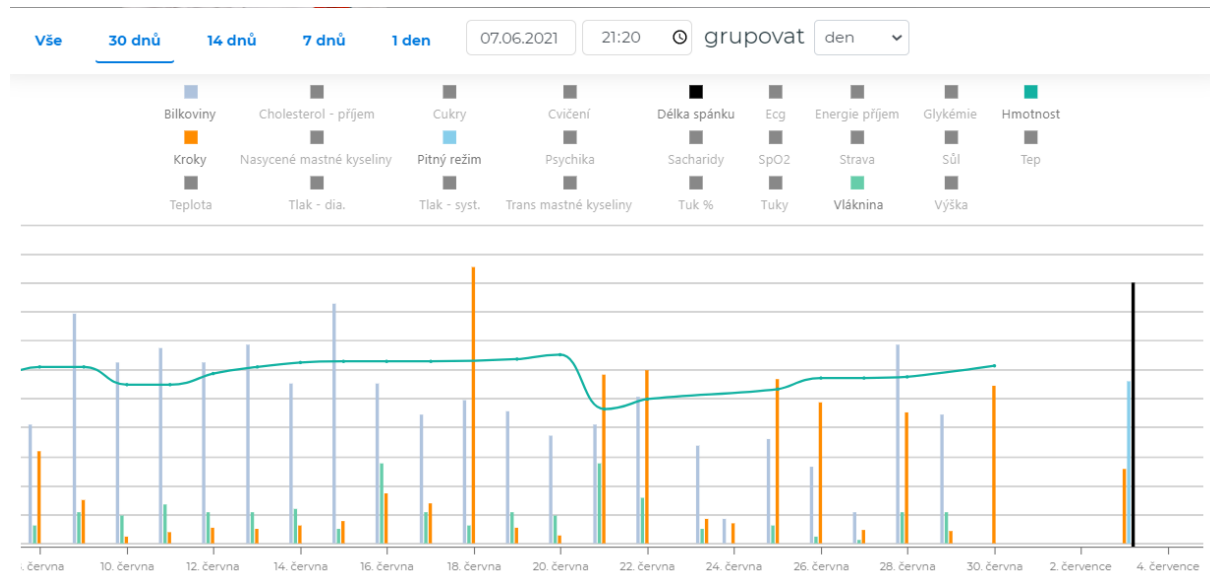 Vše 30 dnů 14 dnů 7 dnů 1 den 07.06.2021 21:20 grupovat den
Bilkoviny Cholesterol - příjem Cukry Cvičení Délka spánku Ecg Energie příjem Glykémie Hmotnost
Kroky Nasycené mastné kyseliny Pitný režim Psychika Sacharidy SpO2 Strava Sůl Tep
Teplota Tlak - dia. Tlak - syst. Trans mastné kyseliny Tuk % Tuky Vláknina Výška
června 10. června 12. června 14. června 16. června 18. června 20. června 22. června 24. června 26. června 28. června 30. června 2. července 4. července